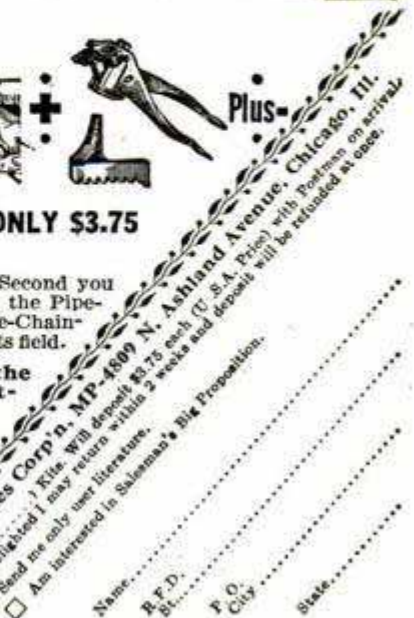 + Plus-
ONLY $3.75
Second you
the Pipe-
e-Chain-
ts field.
the
t-
s Corp'n, MP-4809 N. Ashland Avenue, Chicago, Ill.
) Kits. Will deposit $3.75 each (U. S. A. Price) with Postman on arrival.
lighted I may return within 2 weeks and deposit will be refunded at once.
Send me only user literature.
Am interested in Salesman's Big Proposition.
Name
R. F. D.
St.
P. O.
City
State